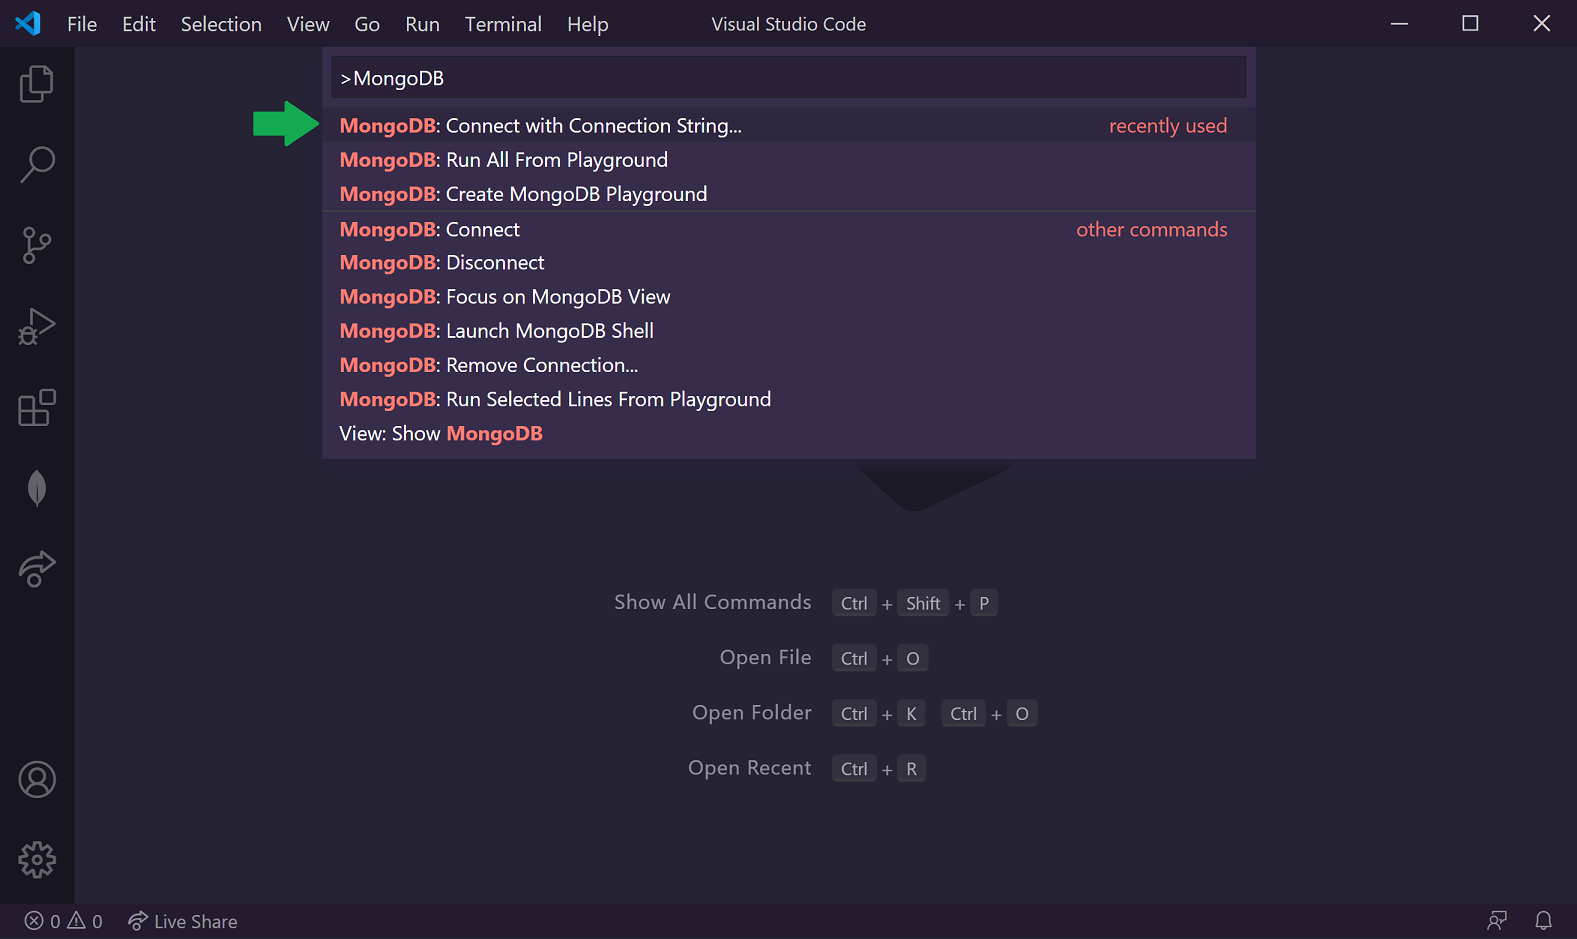 File Edit Selection View Go Run Terminal Help Visual Studio Code
>MongoDB
MongoDB: Connect with Connection String... recently used
MongoDB: Run All From Playground
MongoDB: Create MongoDB Playground
MongoDB: Connect other commands
MongoDB: Disconnect
MongoDB: Focus on MongoDB View
MongoDB: Launch MongoDB Shell
MongoDB: Remove Connection...
MongoDB: Run Selected Lines From Playground
View: Show MongoDB
Show All Commands Ctrl + Shift + P
Open File Ctrl + O
Open Folder Ctrl + K Ctrl + O
Open Recent Ctrl + R
0 0 Live Share